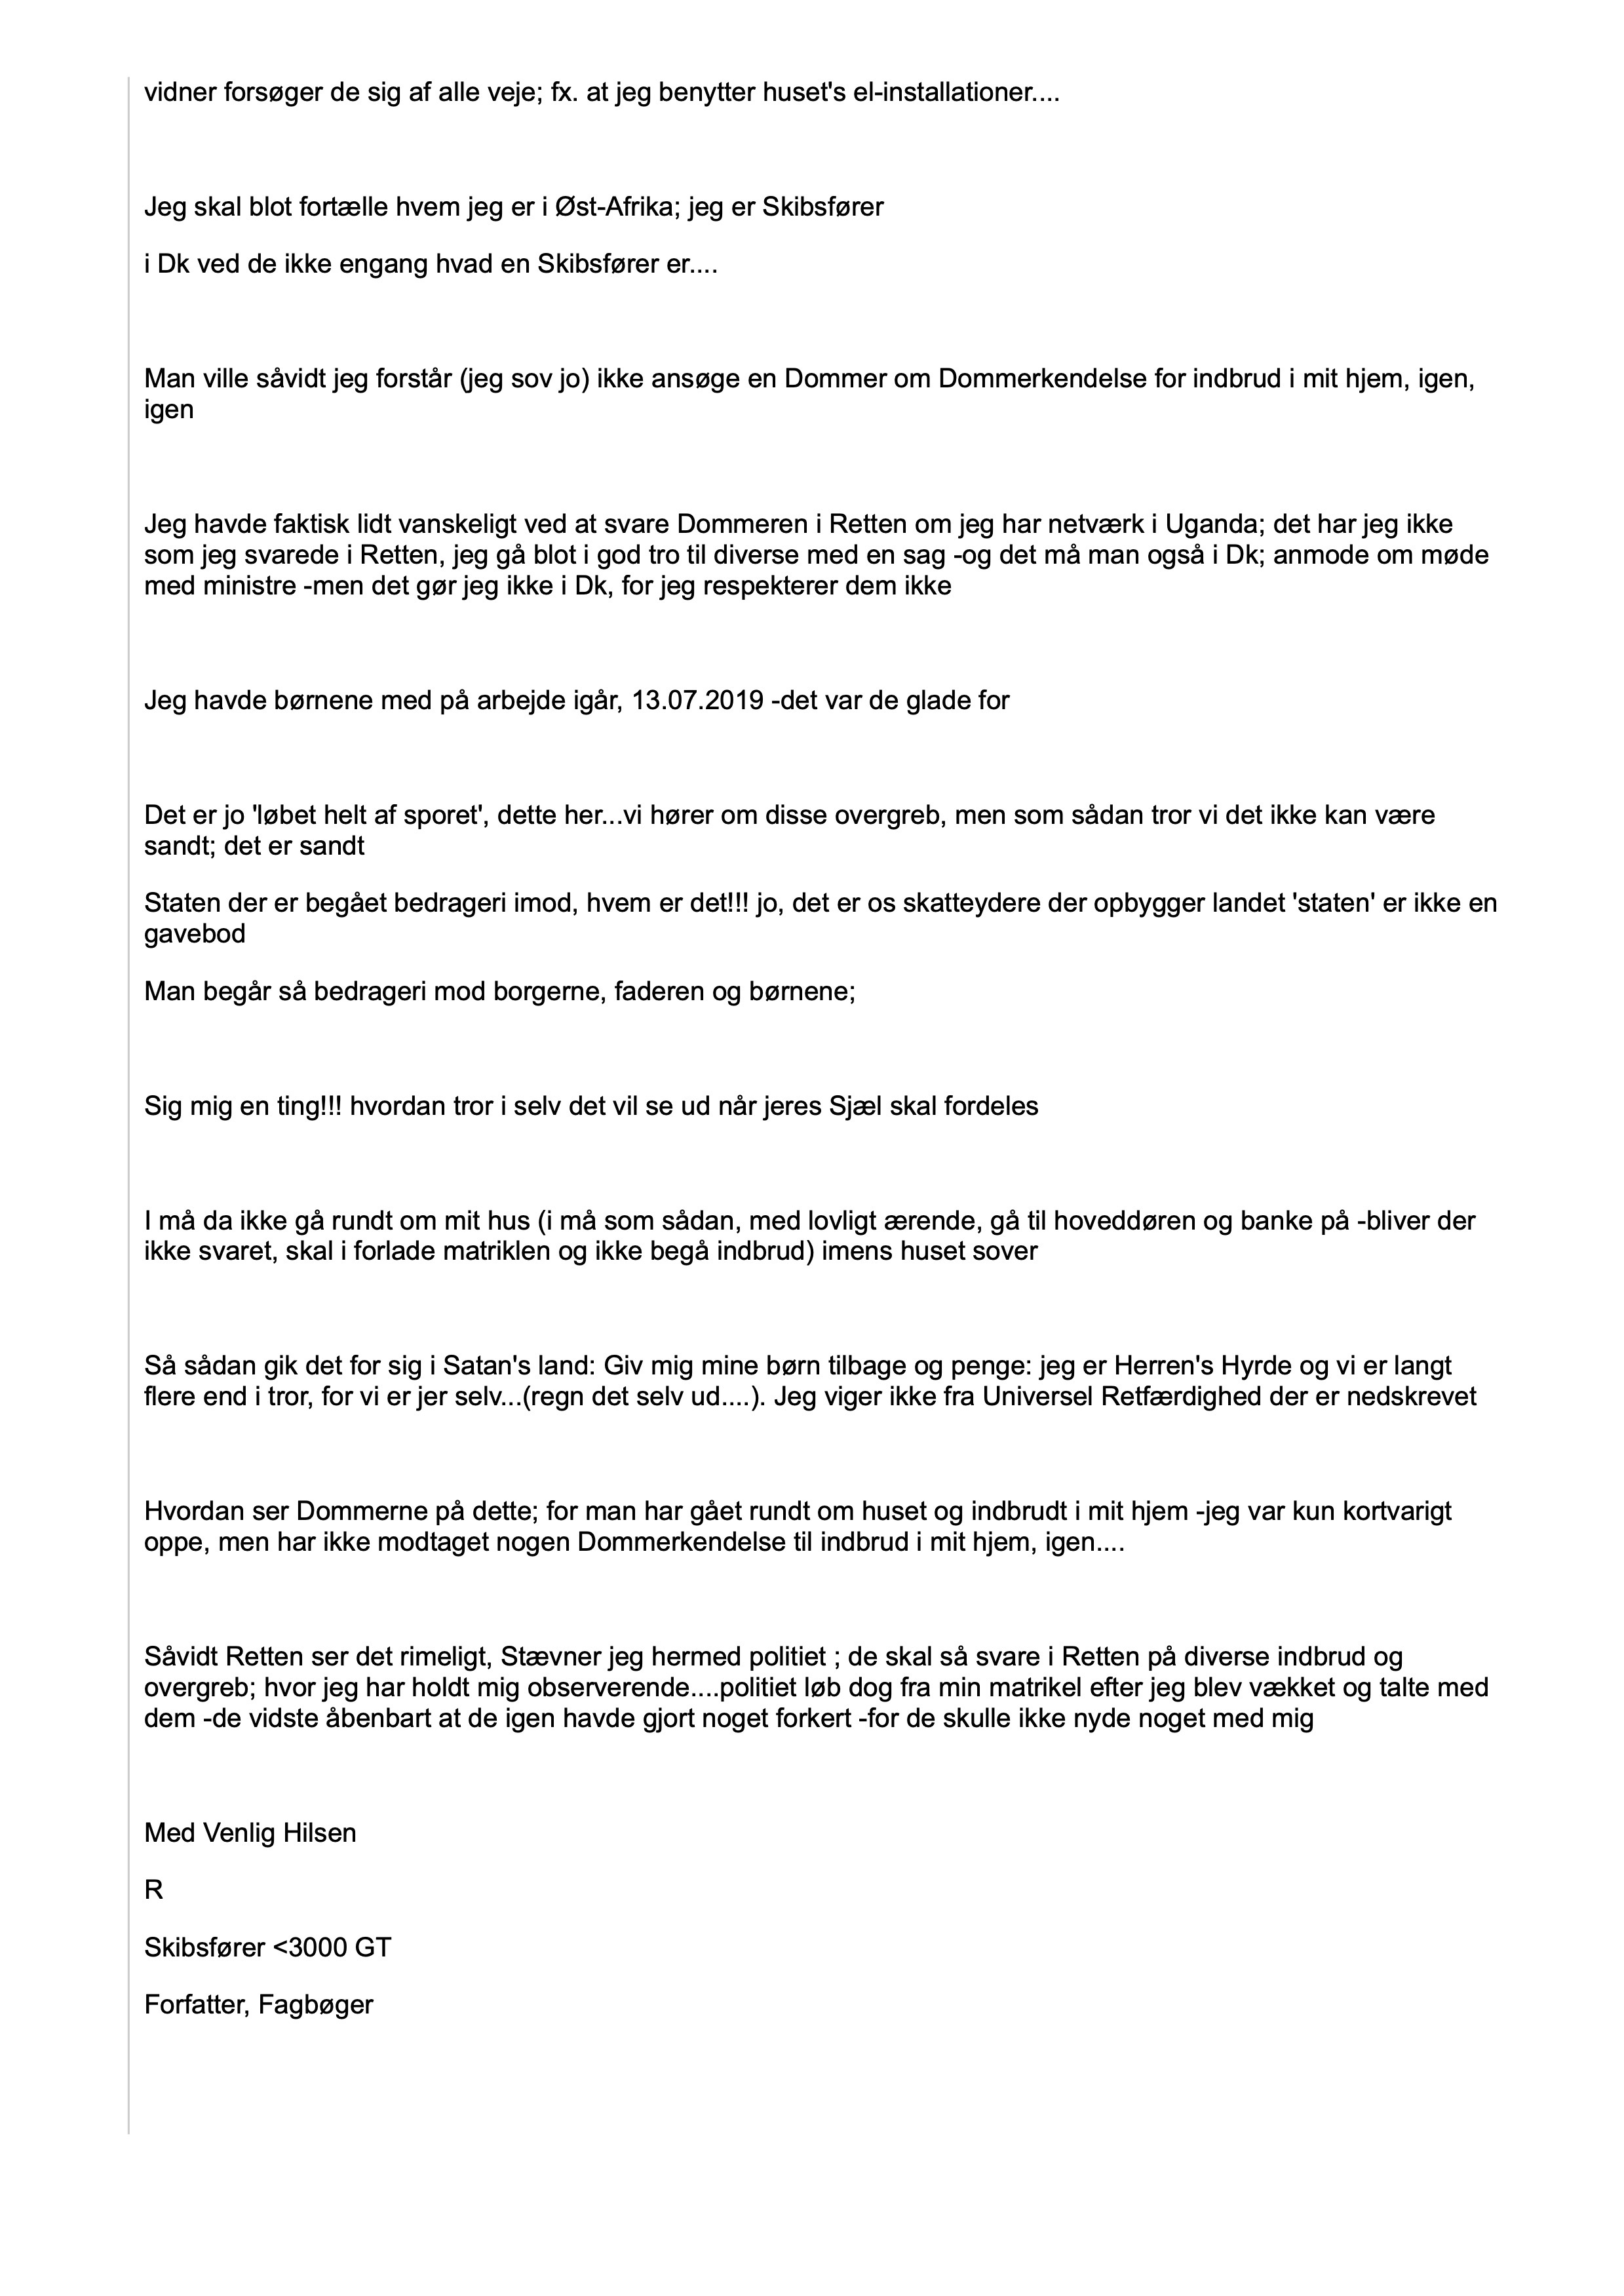 vidner forsøger de sig af alle veje; fx. at jeg benytter huset's el-installationer....
Jeg skal blot fortælle hvem jeg er i Øst-Afrika; jeg er Skibsfører
i Dk ved de ikke engang hvad en Skibsfører er....
Man ville såvidt jeg forstår (jeg sov jo) ikke ansøge en Dommer om Dommerkendelse for indbrud i mit hjem, igen,
igen
Jeg havde faktisk lidt vanskeligt ved at svare Dommeren i Retten om jeg har netværk i Uganda; det har jeg ikke
som jeg svarede i Retten, jeg gå blot i god tro til diverse med en sag -og det må man også i Dk; anmode om møde
med ministre -men det gør jeg ikke i Dk, for jeg respekterer dem ikke
Jeg havde børnene med på arbejde igår, 13.07.2019 -det var de glade for
Det er jo 'løbet helt af sporet', dette her...vi hører om disse overgreb, men som sådan tror vi det ikke kan være
sandt; det er sandt
Staten der er begået bedrageri imod, hvem er det!!! jo, det er os skatteydere der opbygger landet 'staten' er ikke en
gavebod
Man begår så bedrageri mod borgerne, faderen og børnene;
Sig mig en ting!!! hvordan tror i selv det vil se ud når jeres Sjæl skal fordeles
I må da ikke gå rundt om mit hus (i må som sådan, med lovligt ærende, gå til hoveddøren og banke på -bliver der
ikke svaret, skal i forlade matriklen og ikke begå indbrud) imens huset sover
Så sådan gik det for sig i Satan's land: Giv mig mine børn tilbage og penge: jeg er Herren's Hyrde og vi er langt
flere end i tror, for vi er jer selv...(regn det selv ud....). Jeg viger ikke fra Universel Retfærdighed der er nedskrevet
Hvordan ser Dommerne på dette; for man har gået rundt om huset og indbrudt i mit hjem -jeg var kun kortvarigt
oppe, men har ikke modtaget nogen Dommerkendelse til indbrud i mit hjem, igen....
Såvidt Retten ser det rimeligt, Stævner jeg hermed politiet ; de skal så svare i Retten på diverse indbrud og
overgreb; hvor jeg har holdt mig observerende....politiet løb dog fra min matrikel efter jeg blev vækket og talte med
dem -de vidste åbenbart at de igen havde gjort noget forkert -for de skulle ikke nyde noget med mig
Med Venlig Hilsen
R
Skibsfører <3000 GT
Forfatter, Fagbøger